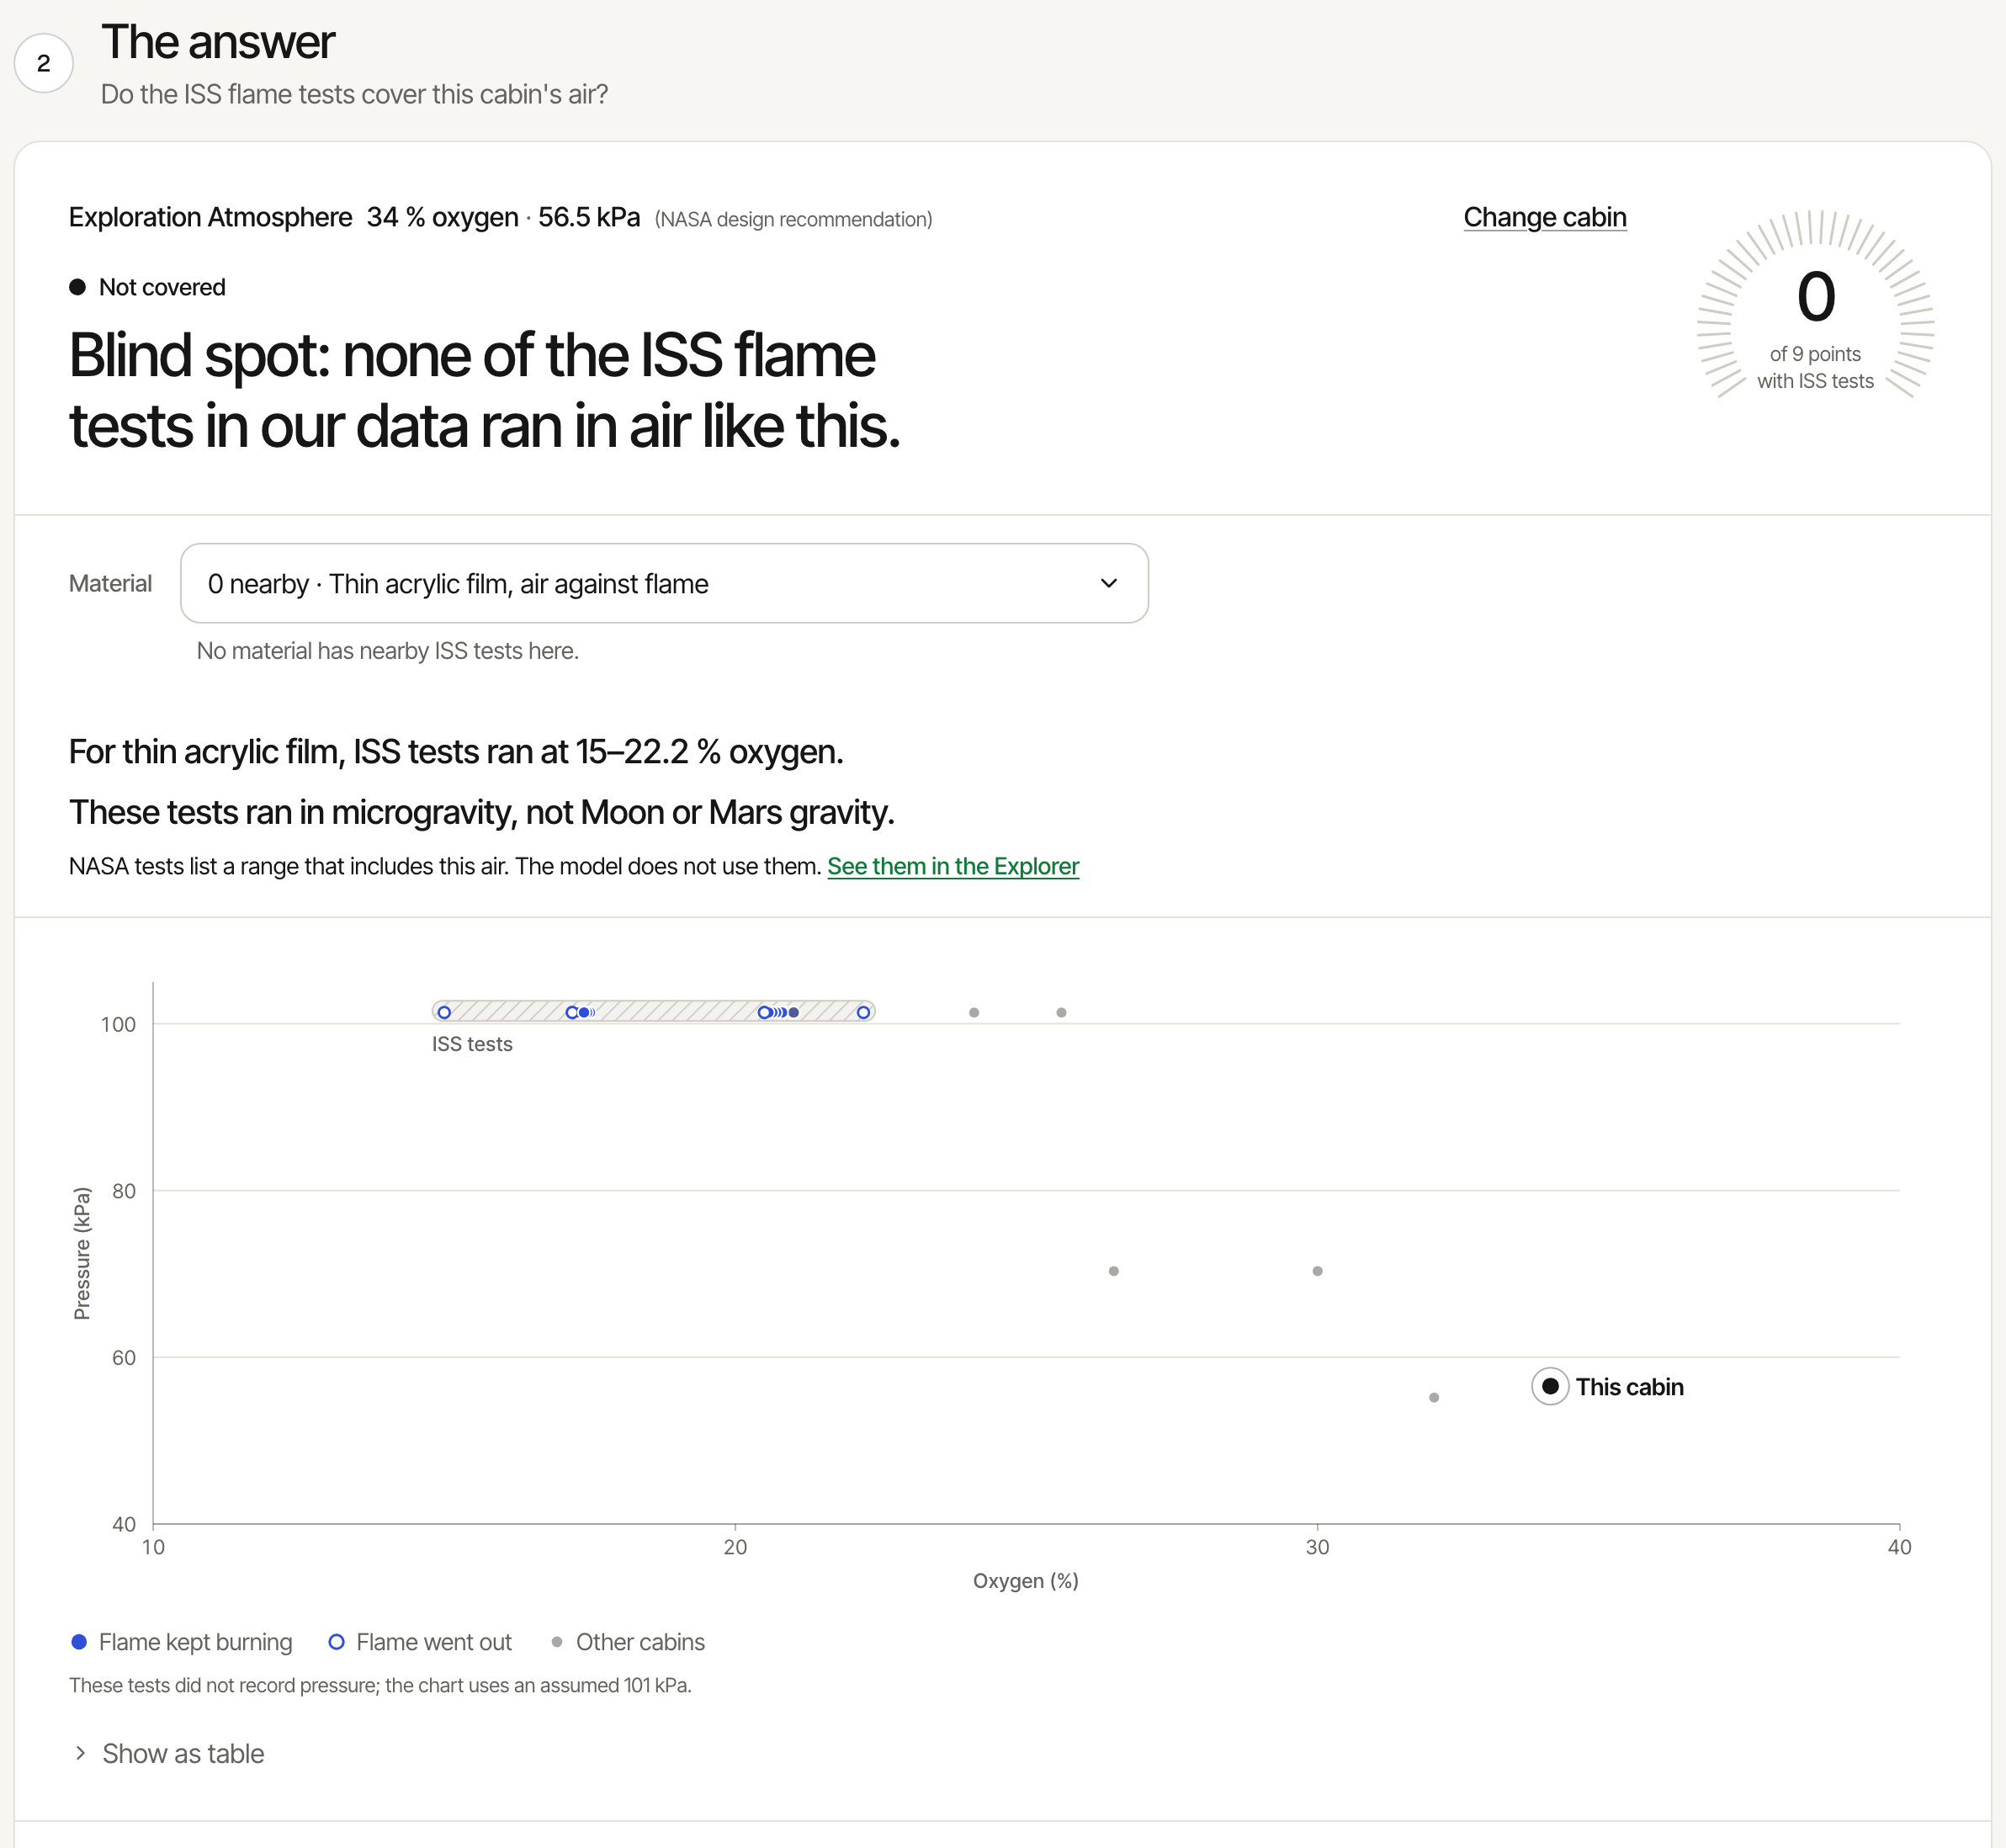 2
The answer
Do the ISS flame tests cover this cabin's air?
Exploration Atmosphere 34 % oxygen · 56.5 kPa (NASA design recommendation)
Change cabin
Not covered
Blind spot: none of the ISS flame
tests in our data ran in air like this.
0
of 9 points
with ISS tests
Material
0 nearby · Thin acrylic film, air against flame
No material has nearby ISS tests here.
For thin acrylic film, ISS tests ran at 15–22.2 % oxygen.
These tests ran in microgravity, not Moon or Mars gravity.
NASA tests list a range that includes this air. The model does not use them. See them in the Explorer
100
ISS tests
80
Pressure (kPa)
60
This cabin
40
10
20
30
40
Oxygen (%)
Flame kept burning
Flame went out
Other cabins
These tests did not record pressure; the chart uses an assumed 101 kPa.
Show as table